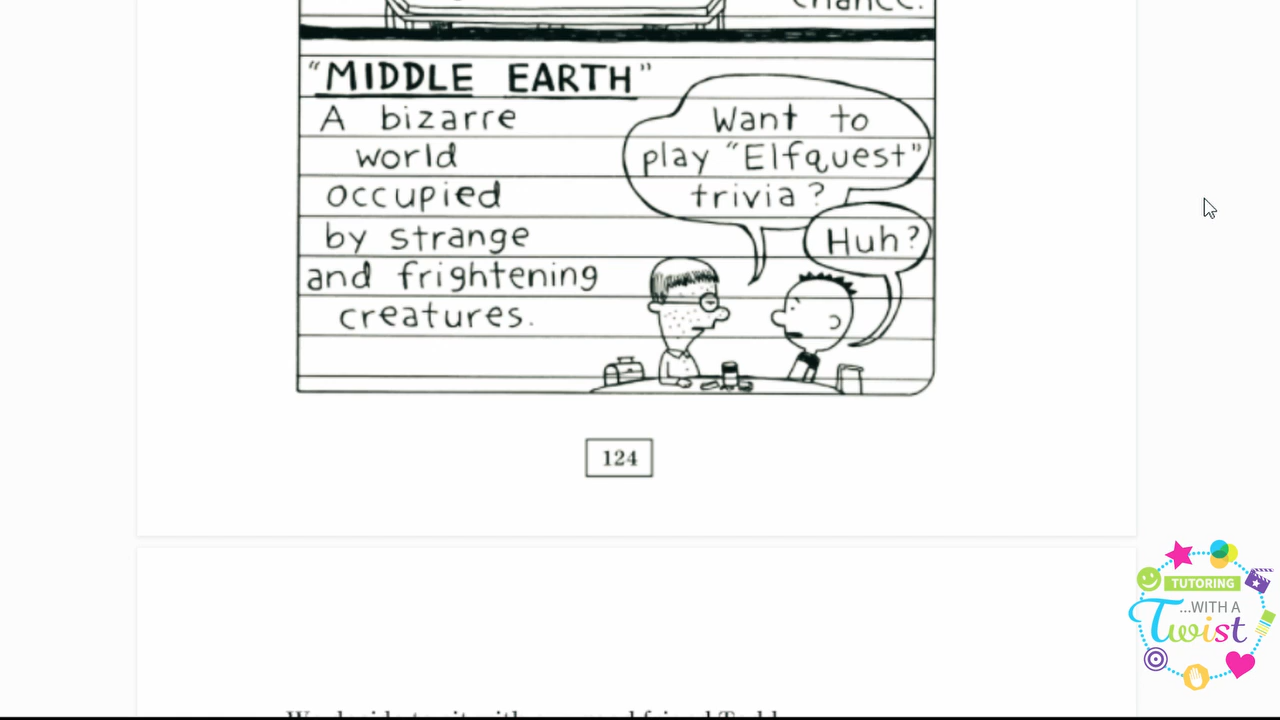 chance.
"MIDDLE EARTH"
A bizarre
world
occupied
by strange
and frightening
creatures.
Want to
play "Elfquest"
trivia?
Huh?
124
TUTORING
...WITH A
Twist